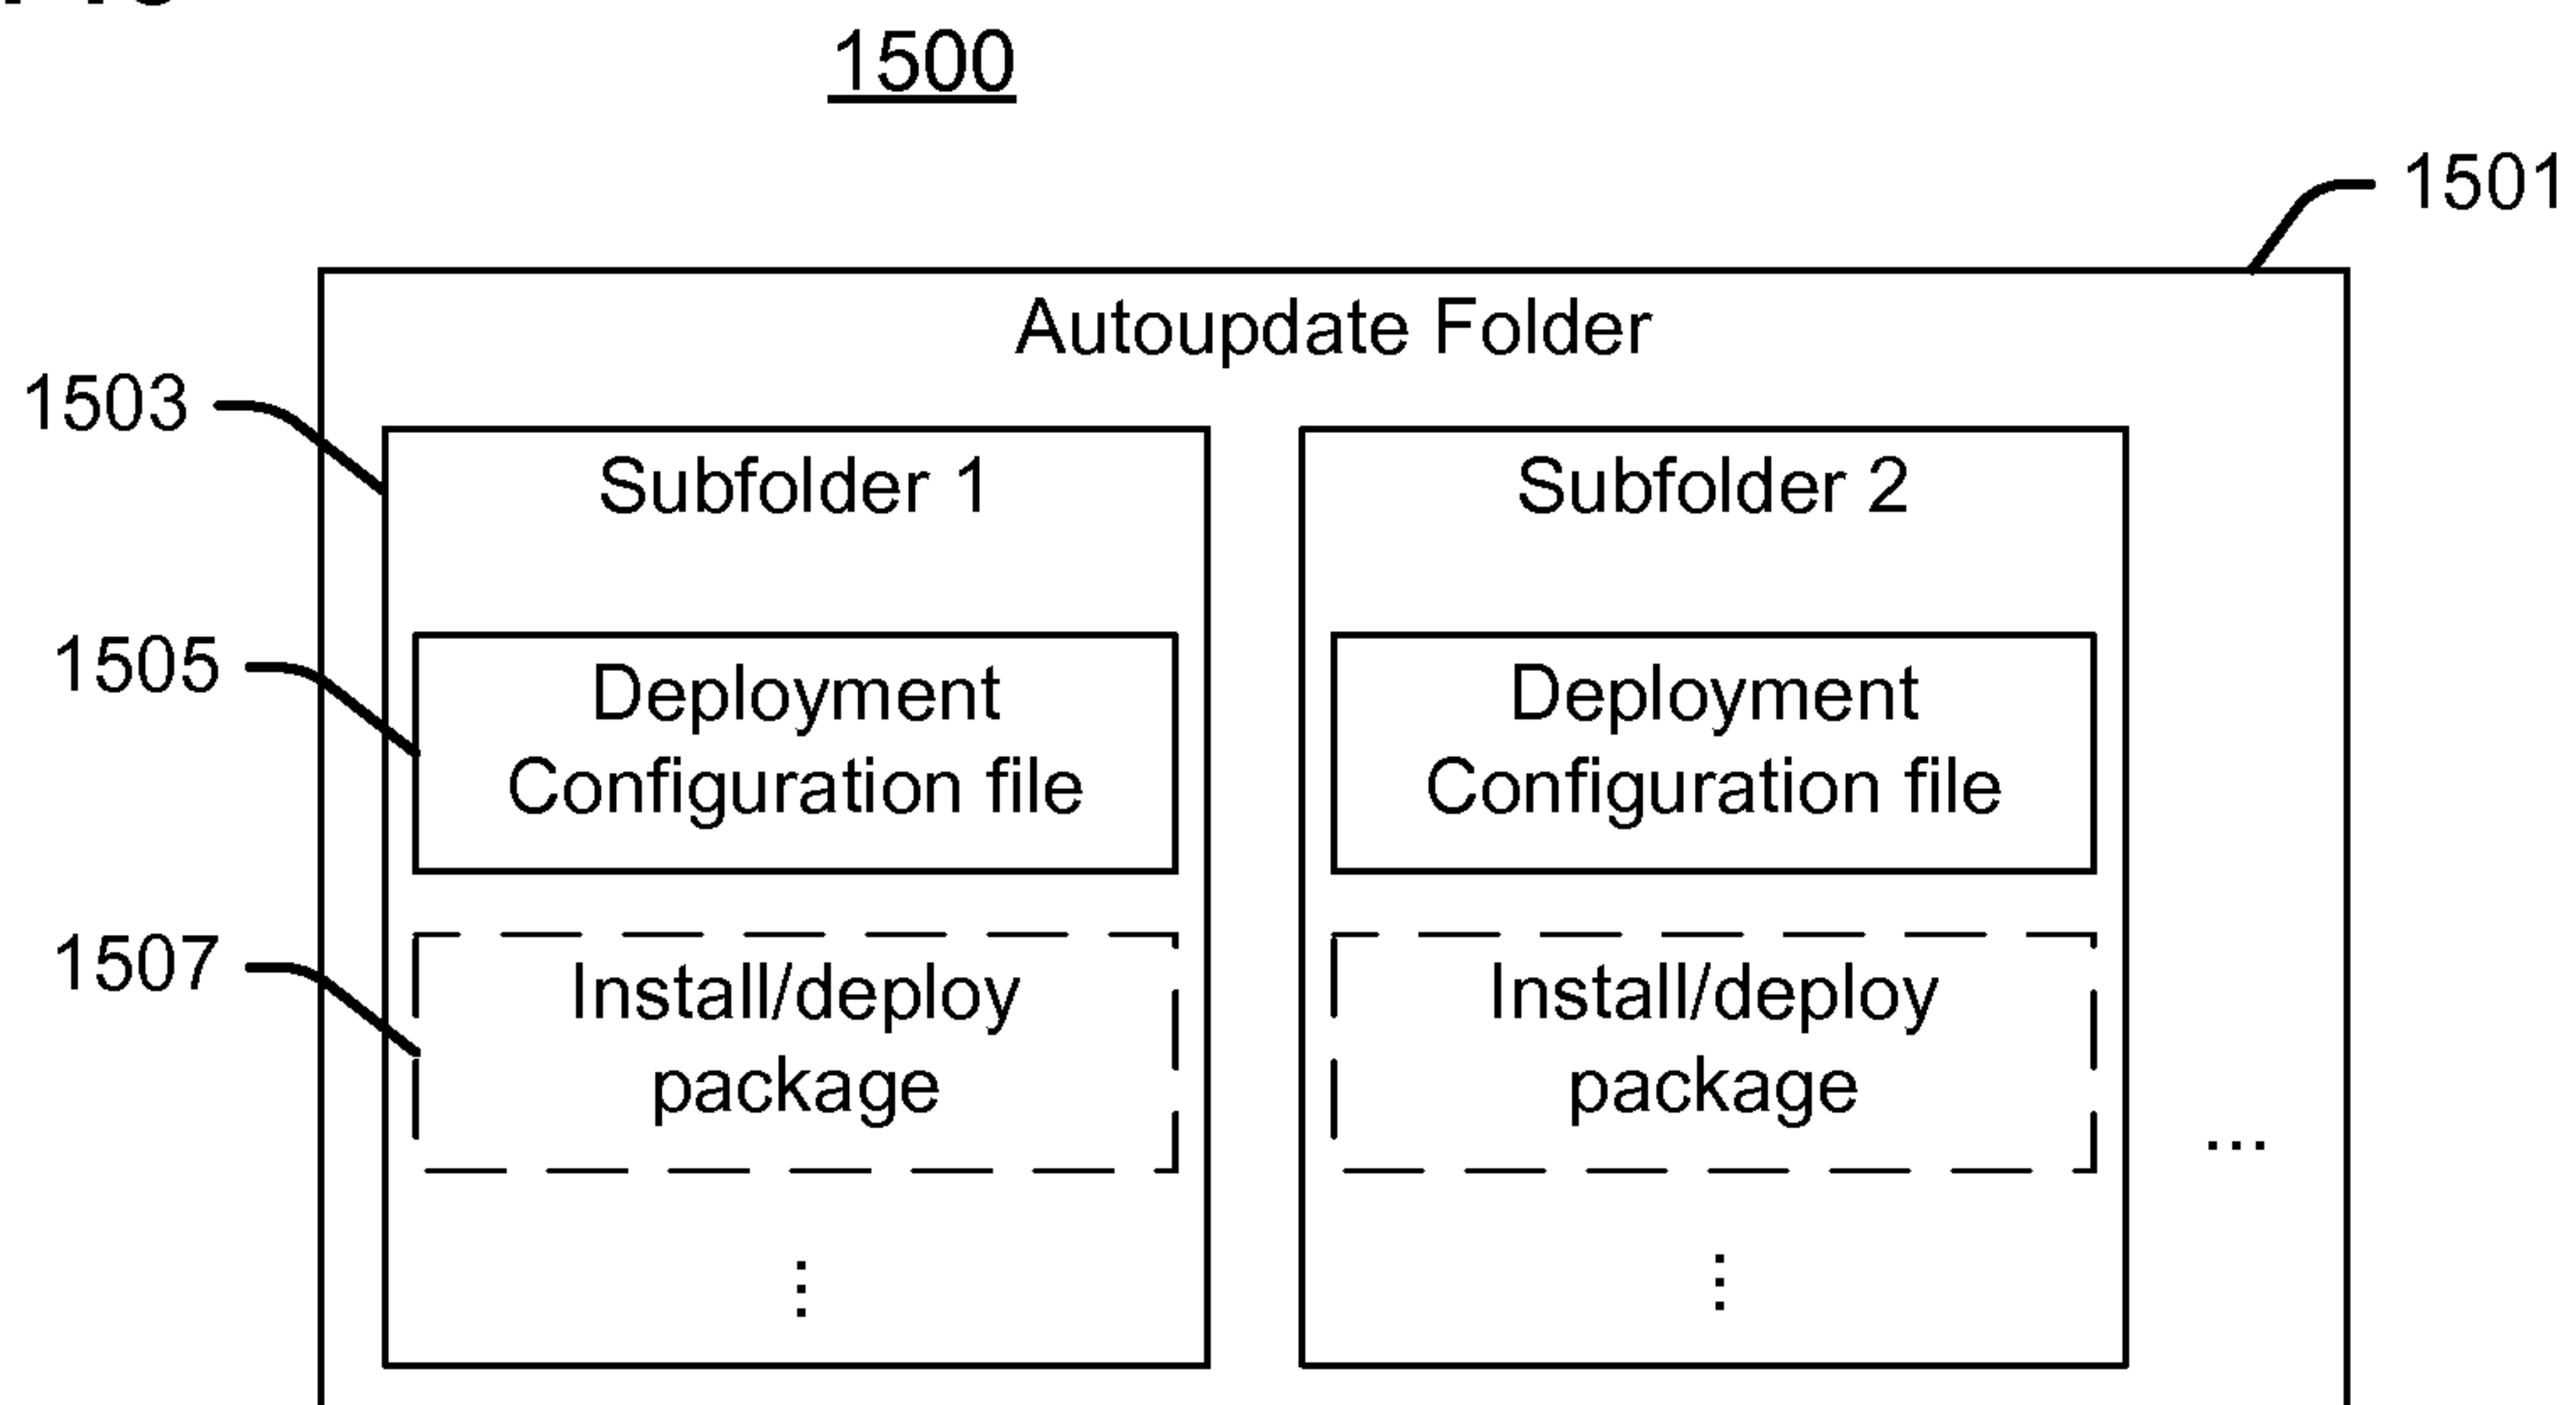 1500
1501
Autoupdate Folder
1503
Subfolder 1
Subfolder 2
1505
Deployment
Configuration file
Deployment
Configuration file
1507
Install/deploy
package
Install/deploy
package
...
⋮
⋮